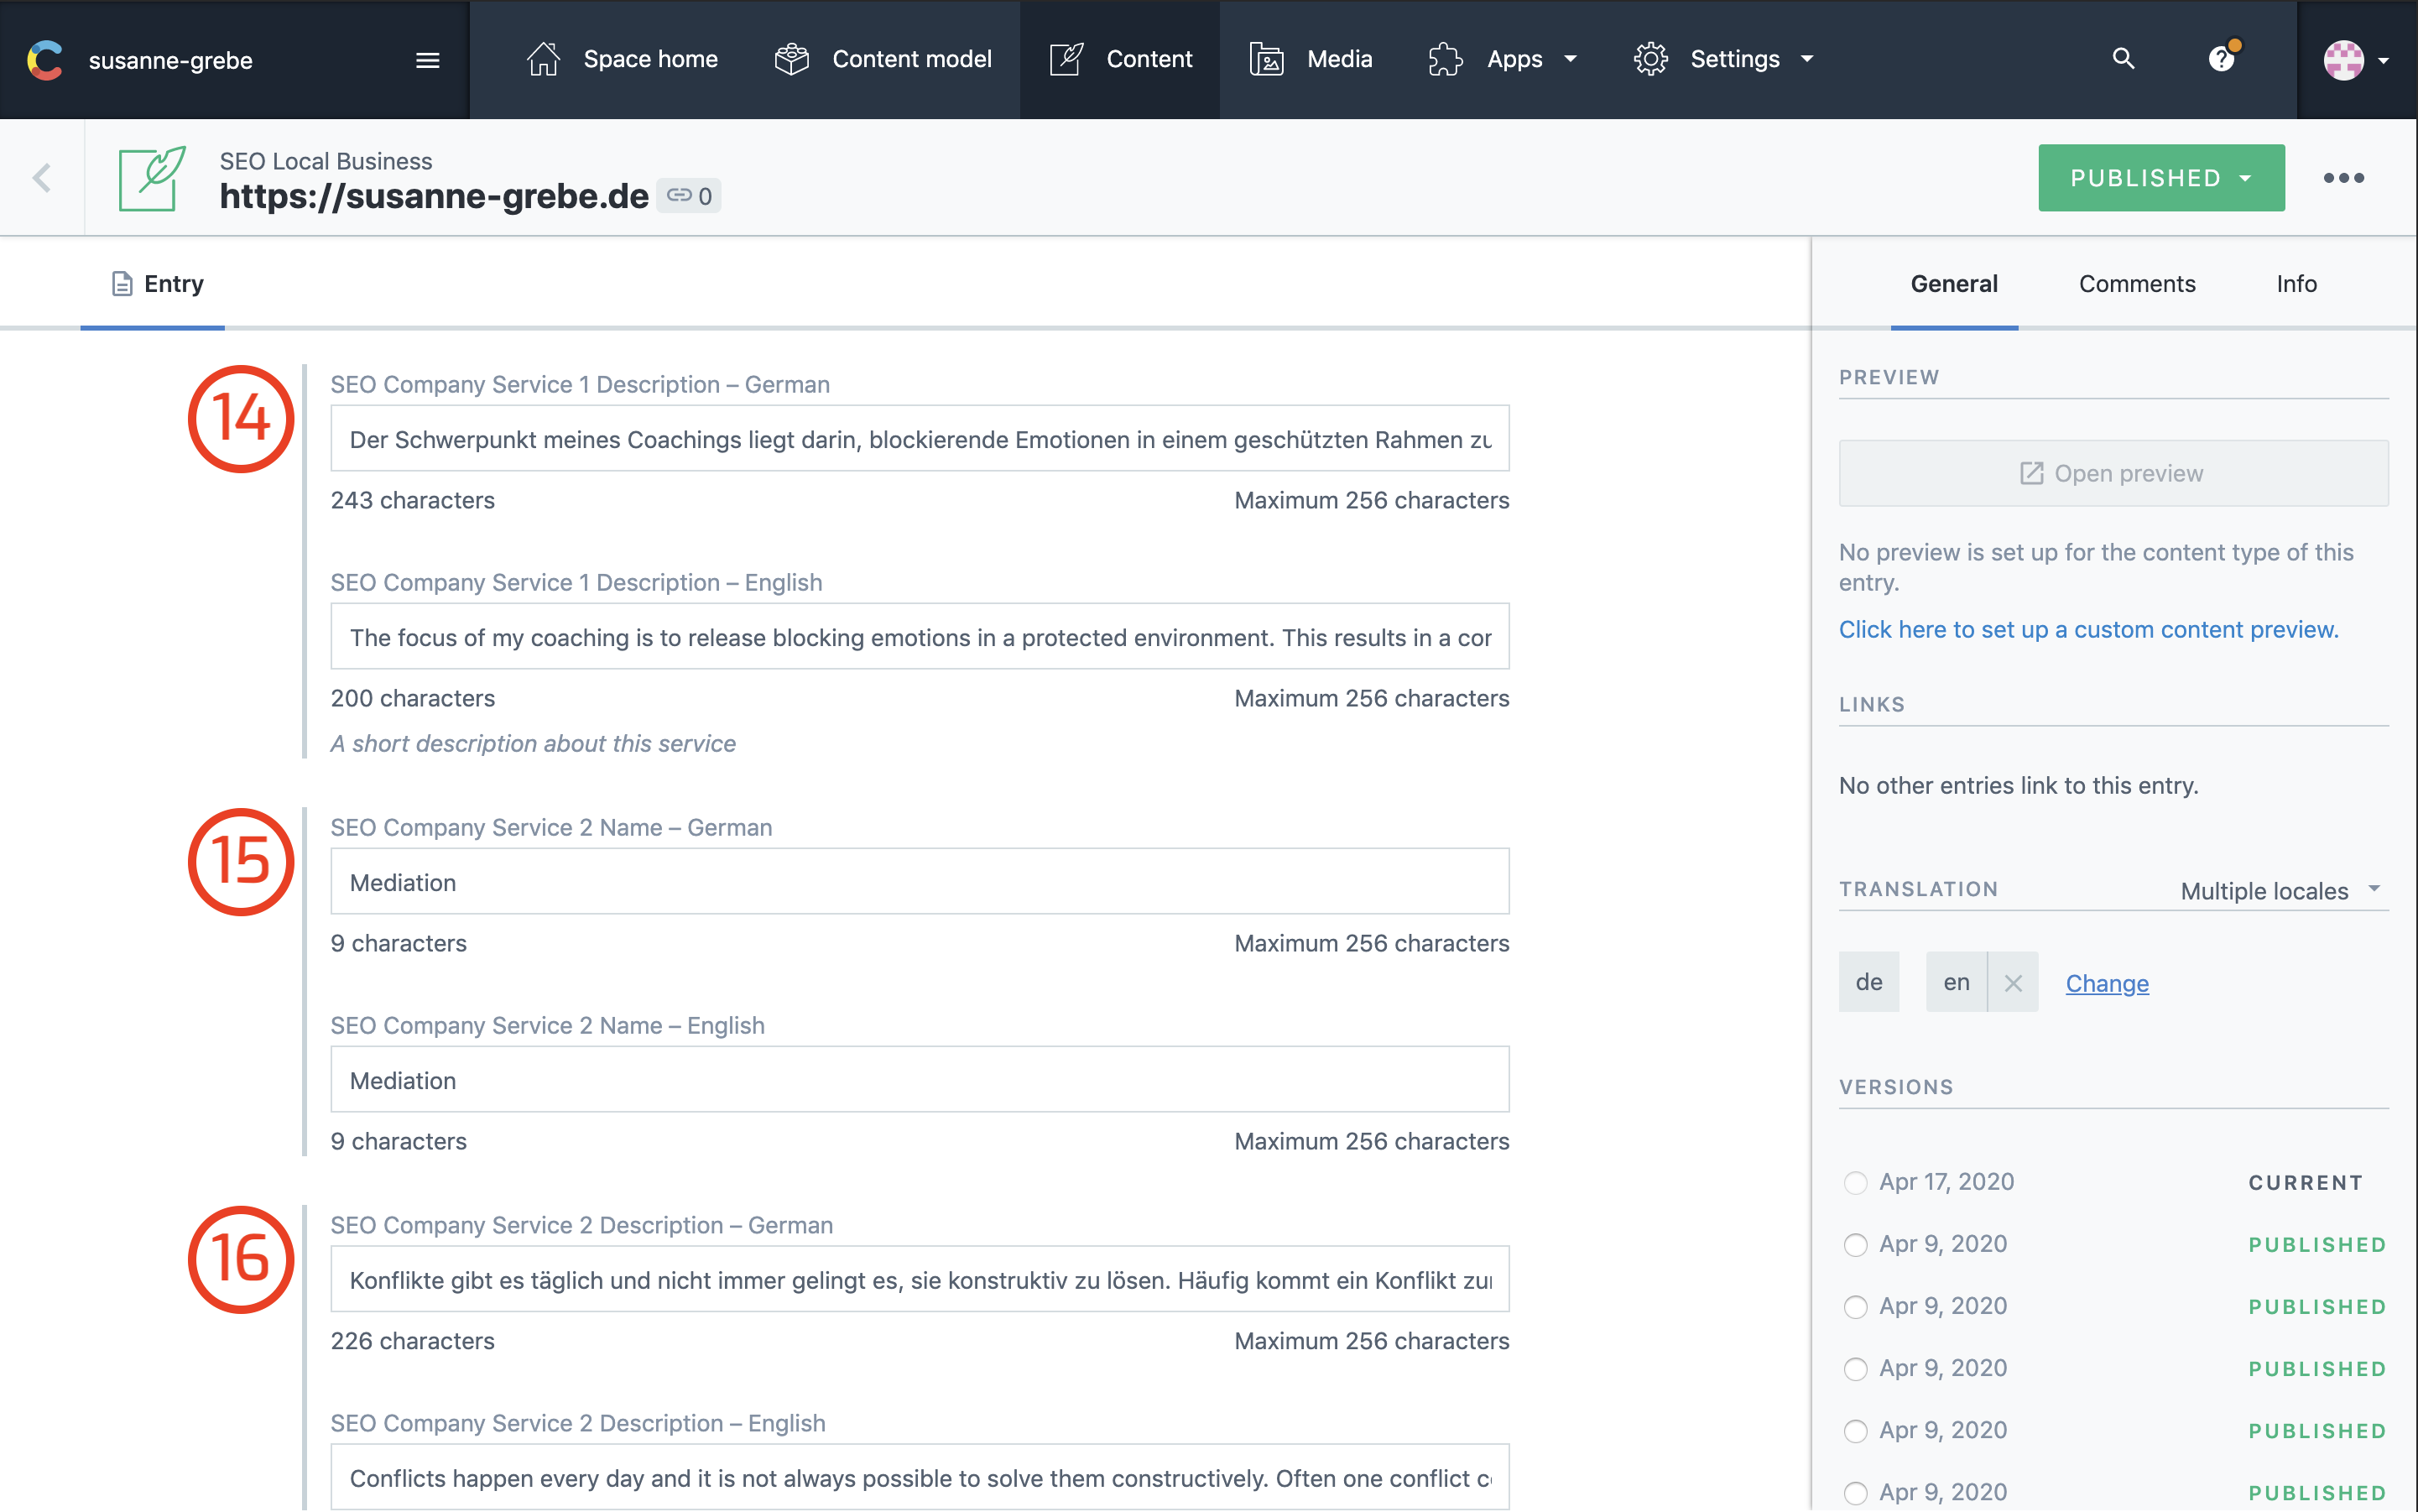 susanne-grebe
Space home
Content model
Content
Media
Apps
Settings
SEO Local Business
https://susanne-grebe.de
0
PUBLISHED
Entry
14
SEO Company Service 1 Description – German
Der Schwerpunkt meines Coachings liegt darin, blockierende Emotionen in einem geschützten Rahmen zu
243 characters
Maximum 256 characters
SEO Company Service 1 Description – English
The focus of my coaching is to release blocking emotions in a protected environment. This results in a
200 characters
Maximum 256 characters
A short description about this service
15
SEO Company Service 2 Name – German
Mediation
9 characters
Maximum 256 characters
SEO Company Service 2 Name – English
Mediation
9 characters
Maximum 256 characters
16
SEO Company Service 2 Description – German
Konflikte gibt es täglich und nicht immer gelingt es, sie konstruktiv zu lösen. Häufig kommt ein Konflikt
226 characters
Maximum 256 characters
SEO Company Service 2 Description – English
Conflicts happen every day and it is not always possible to solve them constructively. Often one conflict
General
Comments
Info
PREVIEW
Open preview
No preview is set up for the content type of this
entry.
Click here to set up a custom content preview.
LINKS
No other entries link to this entry.
TRANSLATION
Multiple locales
de
en
Change
VERSIONS
Apr 17, 2020 CURRENT
Apr 9, 2020 PUBLISHED
Apr 9, 2020 PUBLISHED
Apr 9, 2020 PUBLISHED
Apr 9, 2020 PUBLISHED
Apr 9, 2020 PUBLISHED